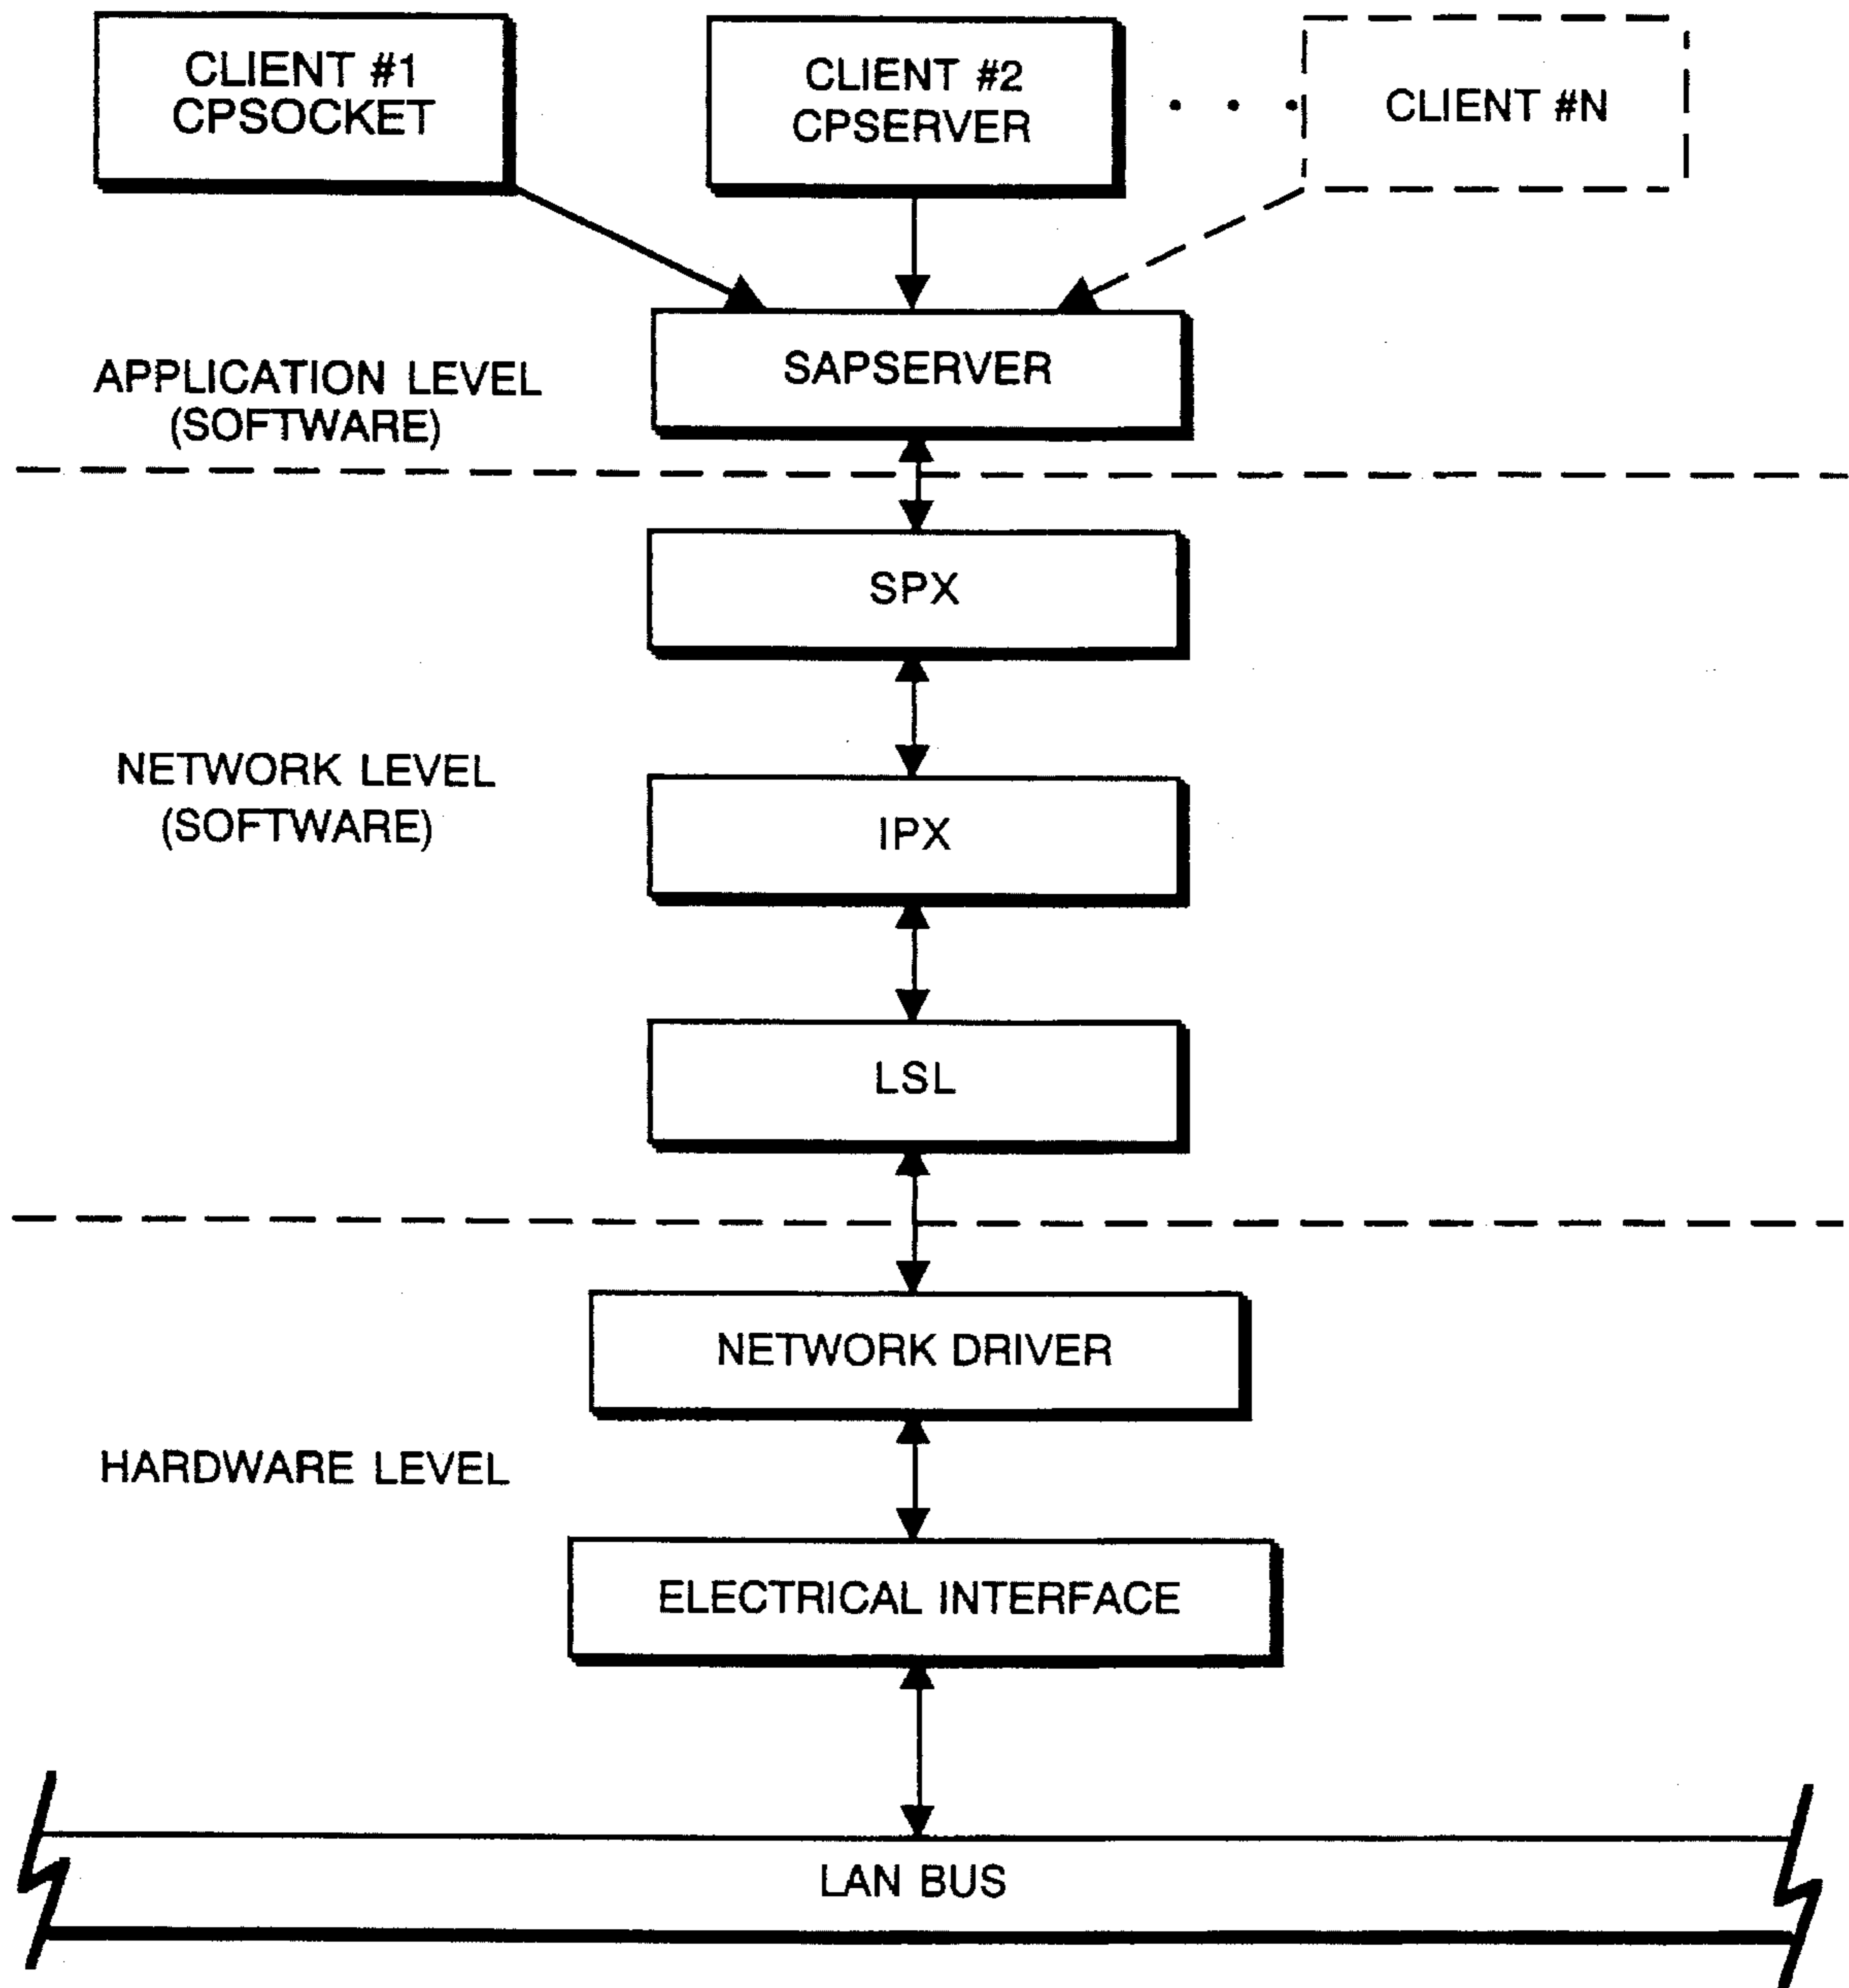 CLIENT #1
CPSOCKET
CLIENT #2
CPSERVER
CLIENT #N
SAPSERVER
APPLICATION LEVEL
(SOFTWARE)
SPX
NETWORK LEVEL
(SOFTWARE)
IPX
LSL
NETWORK DRIVER
HARDWARE LEVEL
ELECTRICAL INTERFACE
LAN BUS